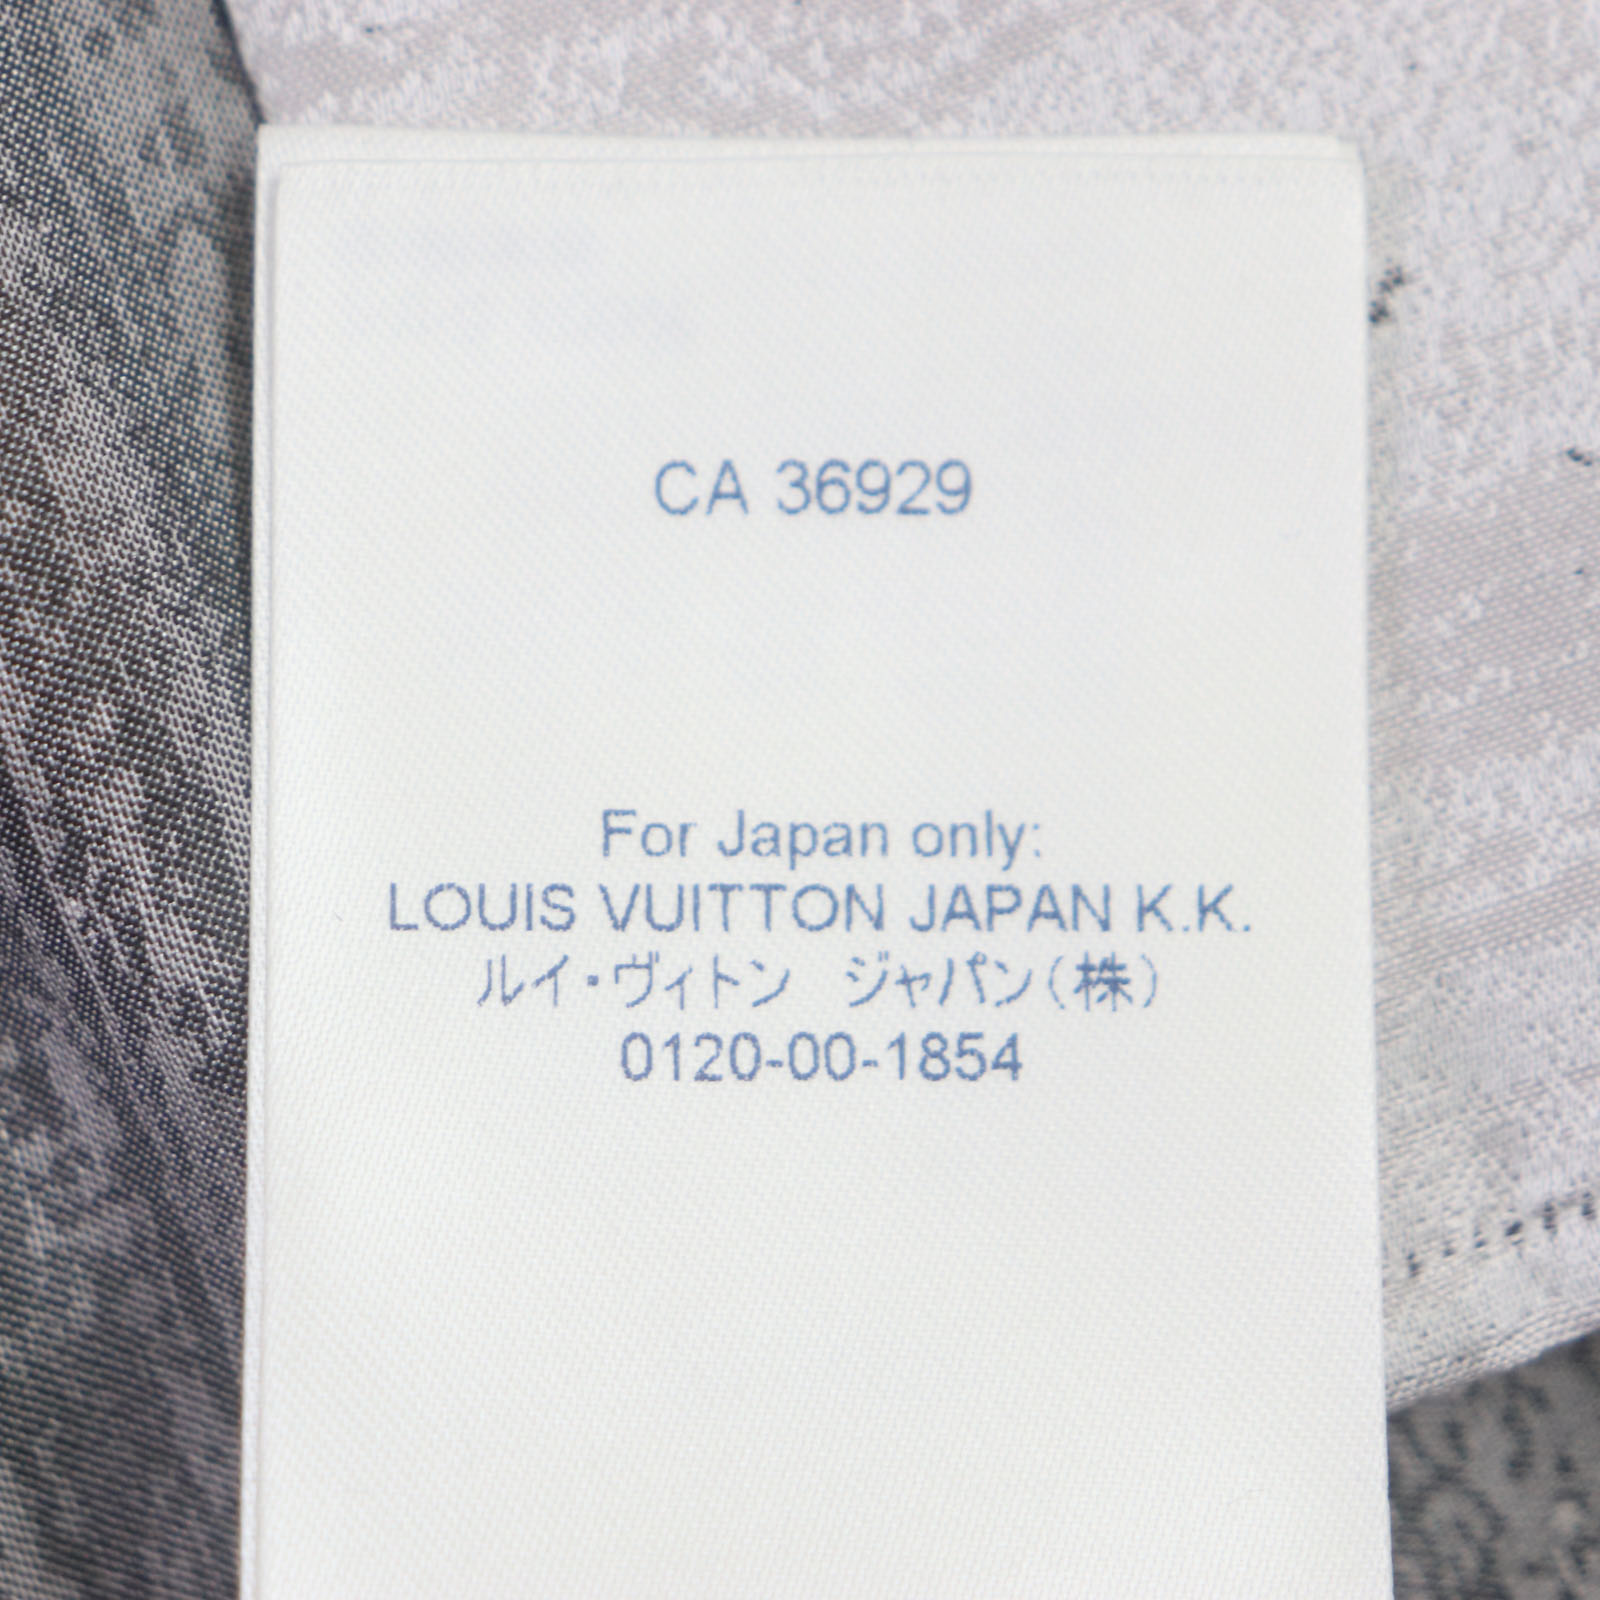 CA 36929
For Japan only:
LOUIS VUITTON JAPAN K.K.
ルイ・ヴィトン　ジャパン(株)
0120-00-1854